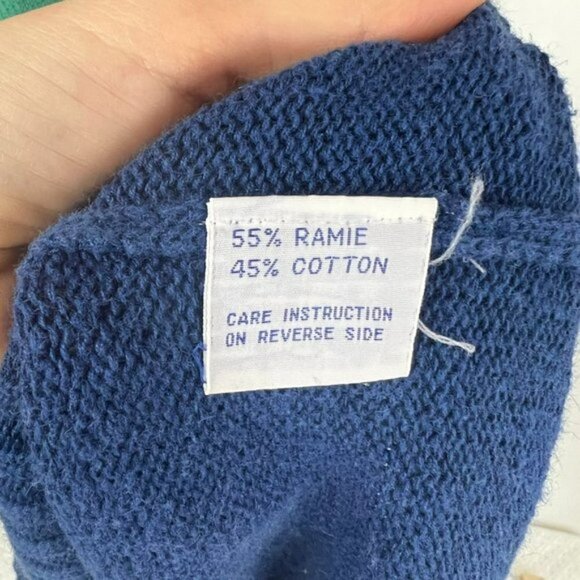 55% RAMIE
45% COTTON
CARE INSTRUCTION
ON REVERSE SIDE